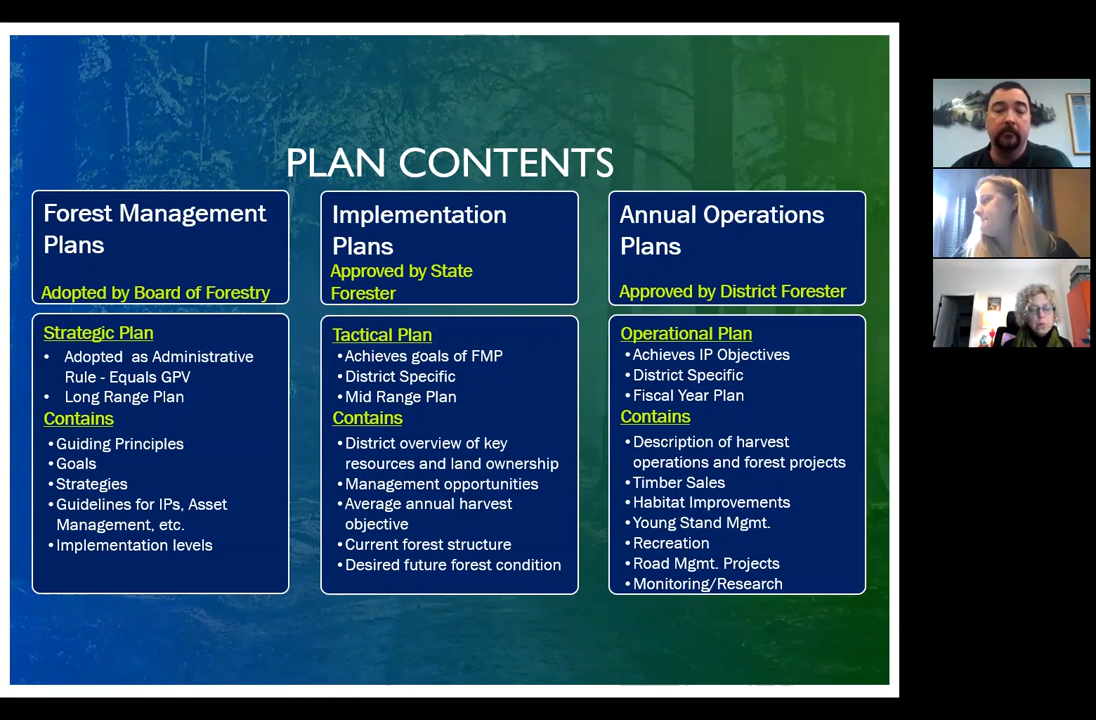 PLAN CONTENTS
Forest Management
Plans
Adopted by Board of Forestry
Strategic Plan
• Adopted as Administrative
Rule - Equals GPV
• Long Range Plan
Contains
•Guiding Principles
•Goals
•Strategies
•Guidelines for IPs, Asset
Management, etc.
•Implementation levels
Implementation
Plans
Approved by State
Forester
Tactical Plan
•Achieves goals of FMP
•District Specific
•Mid Range Plan
Contains
•District overview of key
resources and land ownership
•Management opportunities
•Average annual harvest
objective
•Current forest structure
•Desired future forest condition
Annual Operations
Plans
Approved by District Forester
Operational Plan
•Achieves IP Objectives
•District Specific
•Fiscal Year Plan
Contains
•Description of harvest
operations and forest projects
•Timber Sales
•Habitat Improvements
•Young Stand Mgmt.
•Recreation
•Road Mgmt. Projects
•Monitoring/Research